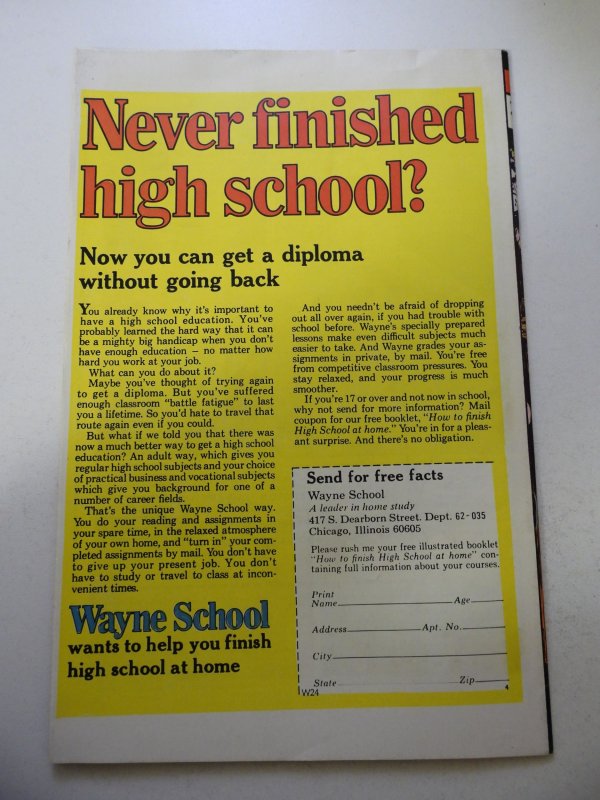 Never finished
high school?
Now you can get a diploma
without going back
You already know why it's important to
have a high school education. You've
probably learned the hard way that it can
be a mighty big handicap when you don't
have enough education — no matter how
hard you work at your job.
What can you do about it?
Maybe you've thought of trying again
to get a diploma. But you've suffered
enough classroom "battle fatigue" to last
you a lifetime. So you'd hate to travel that
route again even if you could.
But what if we told you that there was
now a much better way to get a high school
education? An adult way, which gives you
regular high school subjects and your choice
of practical business and vocational subjects
which give you background for one of a
number of career fields.
That's the unique Wayne School way.
You do your reading and assignments in
your spare time, in the relaxed atmosphere
of your own home, and "turn in" your com-
pleted assignments by mail. You don't have
to give up your present job. You don't
have to study or travel to class at incon-
venient times.
Wayne School
wants to help you finish
high school at home
And you needn't be afraid of dropping
out all over again, if you had trouble with
school before. Wayne's specially prepared
lessons make even difficult subjects much
easier to take. And Wayne grades your as-
signments in private, by mail. You're free
from competitive classroom pressures. You
stay relaxed, and your progress is much
smoother.
If you're 17 or over and not now in school,
why not send for more information? Mail
coupon for our free booklet, "How to finish
High School at home." You're in for a pleas-
ant surprise. And there's no obligation.
Send for free facts
Wayne School
A leader in home study
417 S. Dearborn Street. Dept. 62-035
Chicago, Illinois 60605
Please rush me your free illustrated booklet
"How to finish High School at home" con-
taining full information about your courses.
Print
Name Age
Address Apt. No.
City
State Zip
W24 4